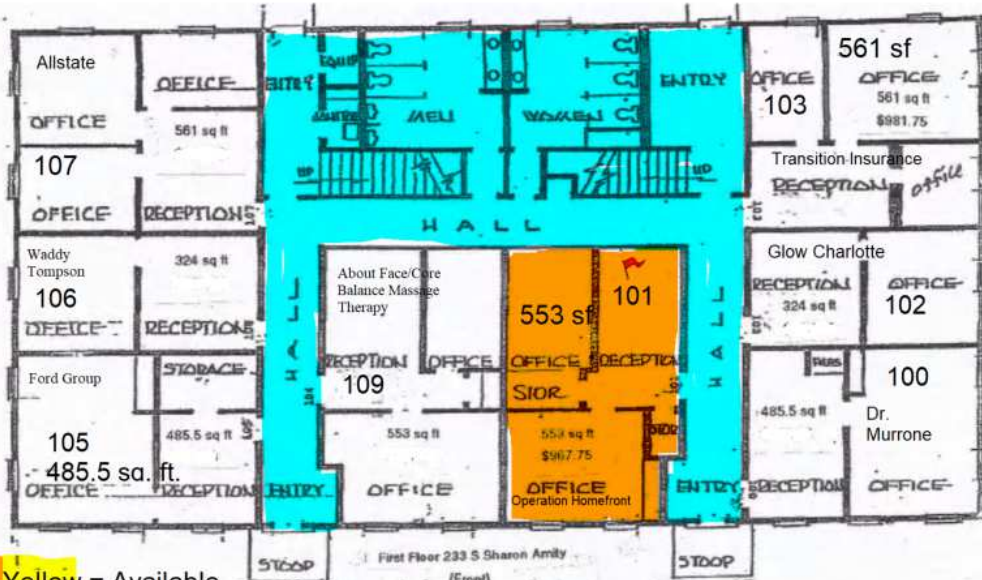 Allstate
OFFICE
OFFICE
561 sq ft
107
OFFICE
RECEPTION
107
ENTRY
EQUIP
MEN
WOMEN
ENTRY
UP
UP
OFFICE
103
561 sf
OFFICE
561 sq ft
$981.75
Transition Insurance
RECEPTION
OFFICE
103
HALL
Waddy
Tompson
106
OFFICE
324 sq ft
RECEPTION
HALL
About Face/Core
Balance Massage
Therapy
RECEPTION
OFFICE
109
553 sq ft
OFFICE
553 sf
OFFICE
101
RECEPTION
STOR
STOR
553 sq ft
$967.75
OFFICE
Operation Homefront
HALL
Glow Charlotte
RECEPTION
324 sq ft
OFFICE
102
Ford Group
STORAGE
105
485.5 sq ft
485.5 sq. ft.
OFFICE
RECEPTION
ENTRY
ENTRY
485.5 sq ft
RECEPTION
100
Dr.
Murrone
OFFICE
STOOP
First Floor 233 S Sharon Amity
(Front)
STOOP
Yellow = Available